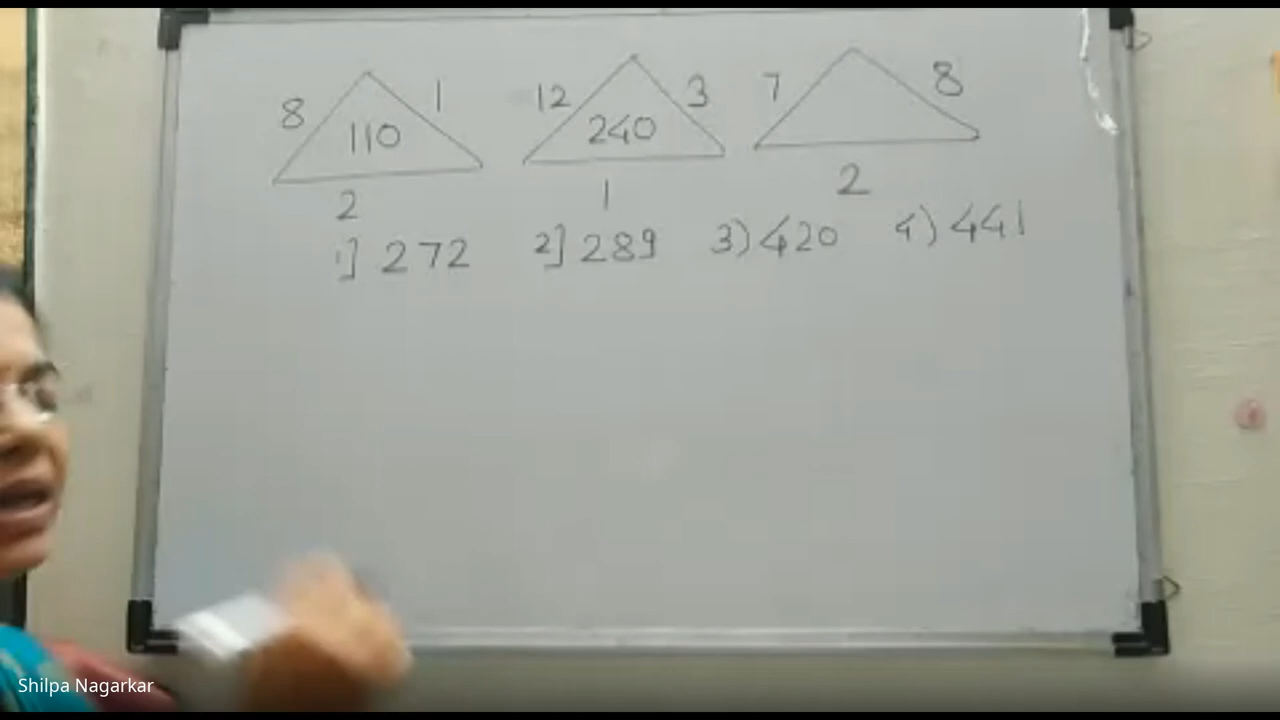 8 1 12 3 7 8
110 240
2 1 2
1] 272 2] 289 3) 420 4) 441
Shilpa Nagarkar